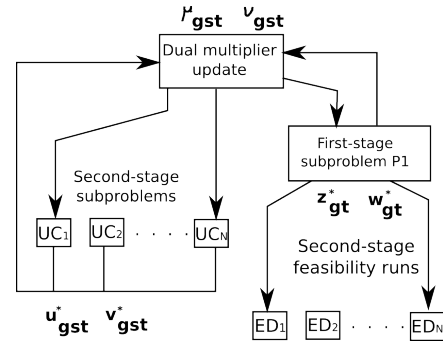 μgst νgst
Dual multiplier
update
First-stage
subproblem P1
Second-stage
subproblems
z*gt w*gt
UC1 UC2 · · · · UCN
Second-stage
feasibility runs
u*gst v*gst
ED1 ED2 · · · · EDN